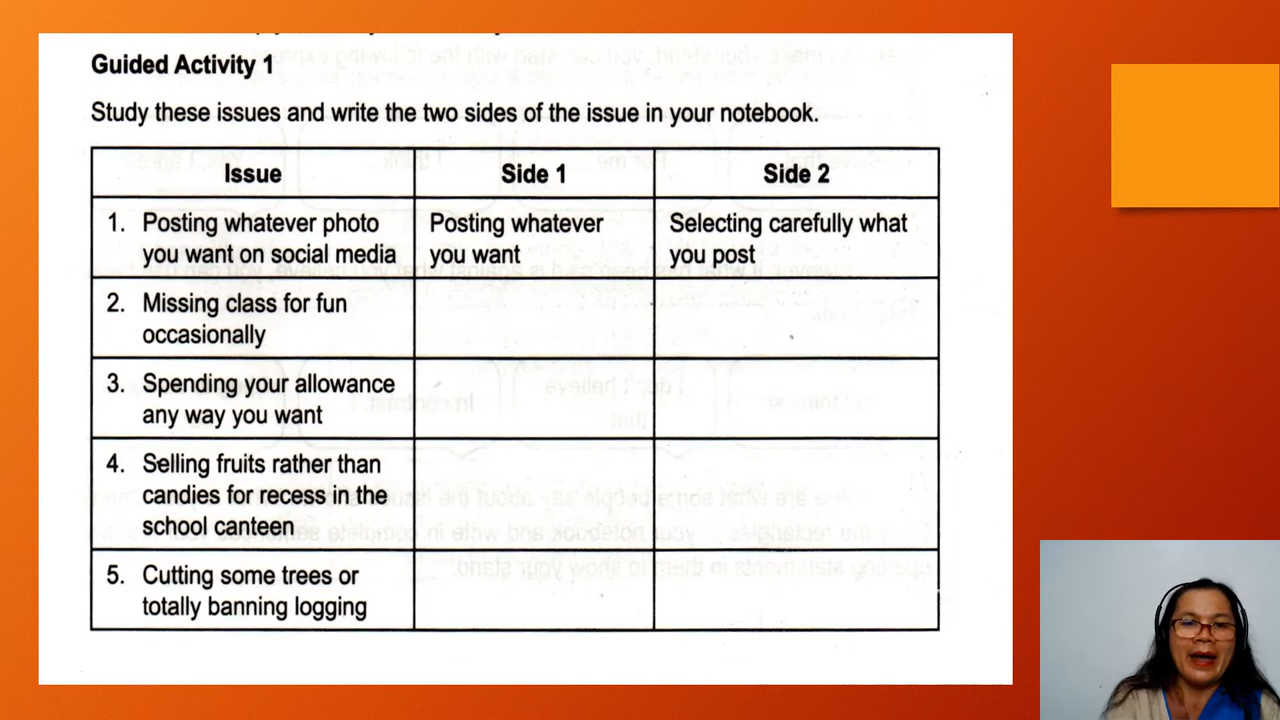 Guided Activity 1
Study these issues and write the two sides of the issue in your notebook.
Issue Side 1 Side 2
1. Posting whatever photo Posting whatever Selecting carefully what
you want on social media you want you post
2. Missing class for fun
occasionally
3. Spending your allowance
any way you want
4. Selling fruits rather than
candies for recess in the
school canteen
5. Cutting some trees or
totally banning logging